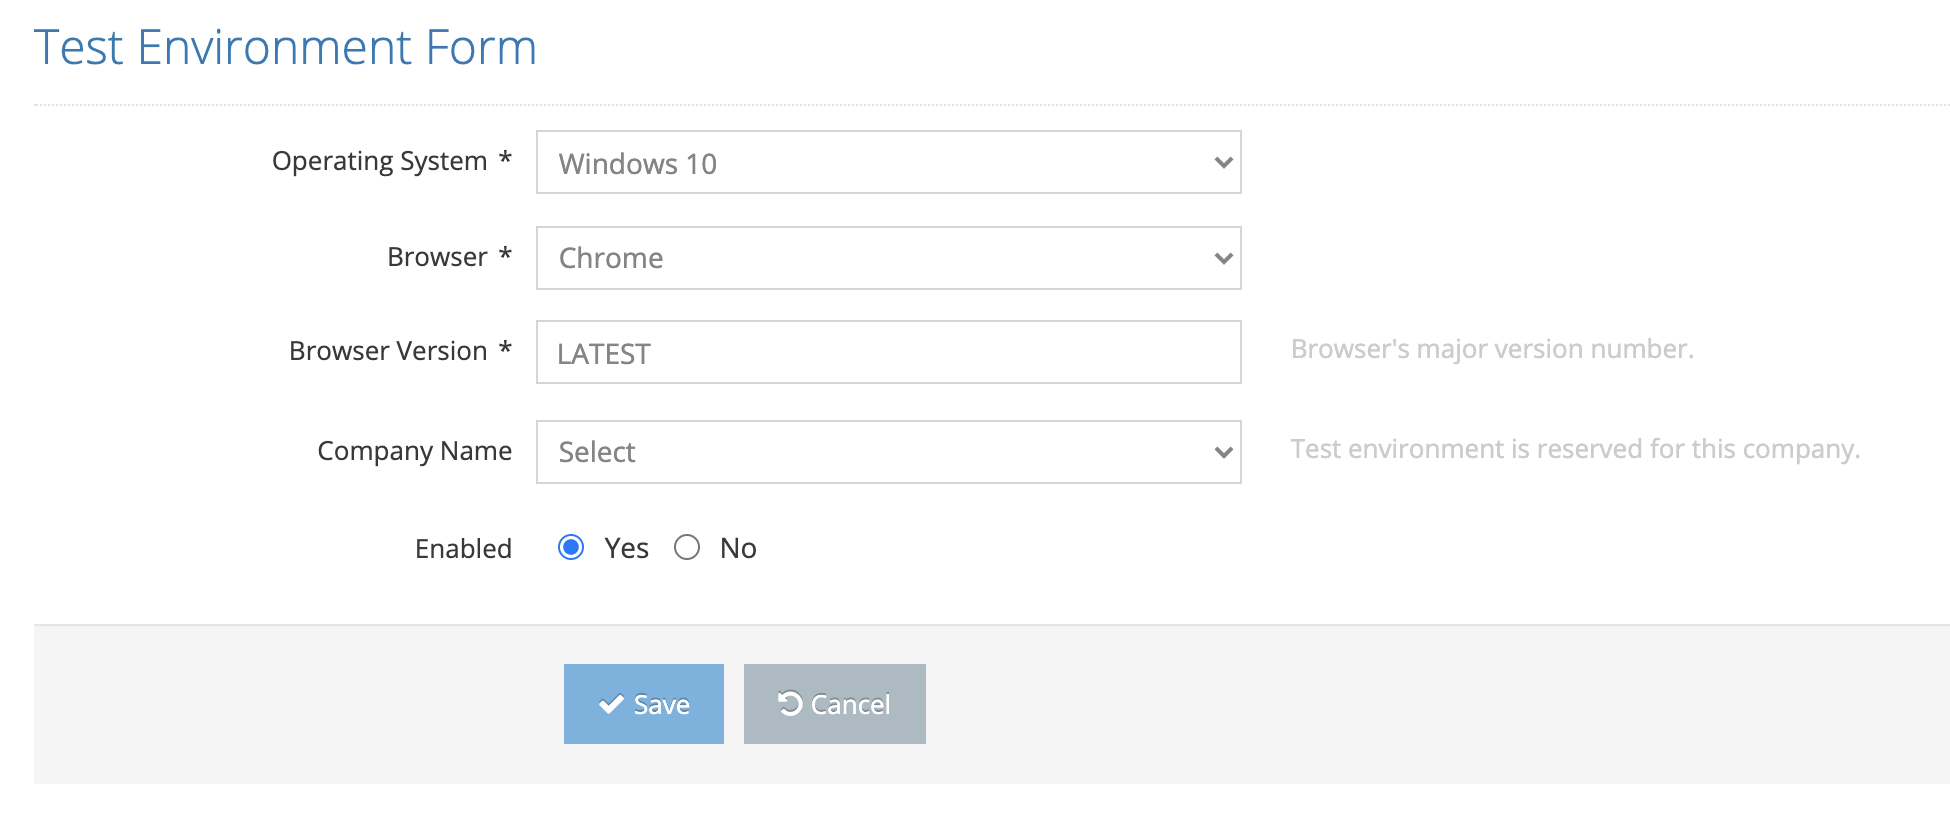 Test Environment Form
Operating System * Windows 10
Browser * Chrome
Browser Version * LATEST Browser's major version number.
Company Name Select Test environment is reserved for this company.
Enabled Yes No
Save Cancel